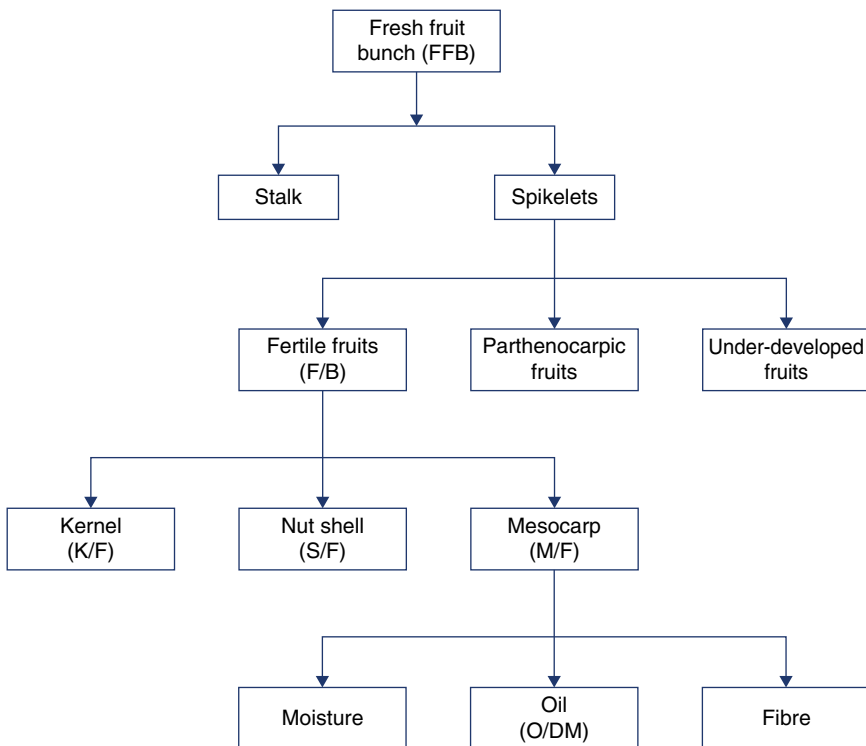 Fresh fruit
bunch (FFB)
Stalk
Spikelets
Fertile fruits
(F/B)
Parthenocarpic
fruits
Under-developed
fruits
Kernel
(K/F)
Nut shell
(S/F)
Mesocarp
(M/F)
Moisture
Oil
(O/DM)
Fibre